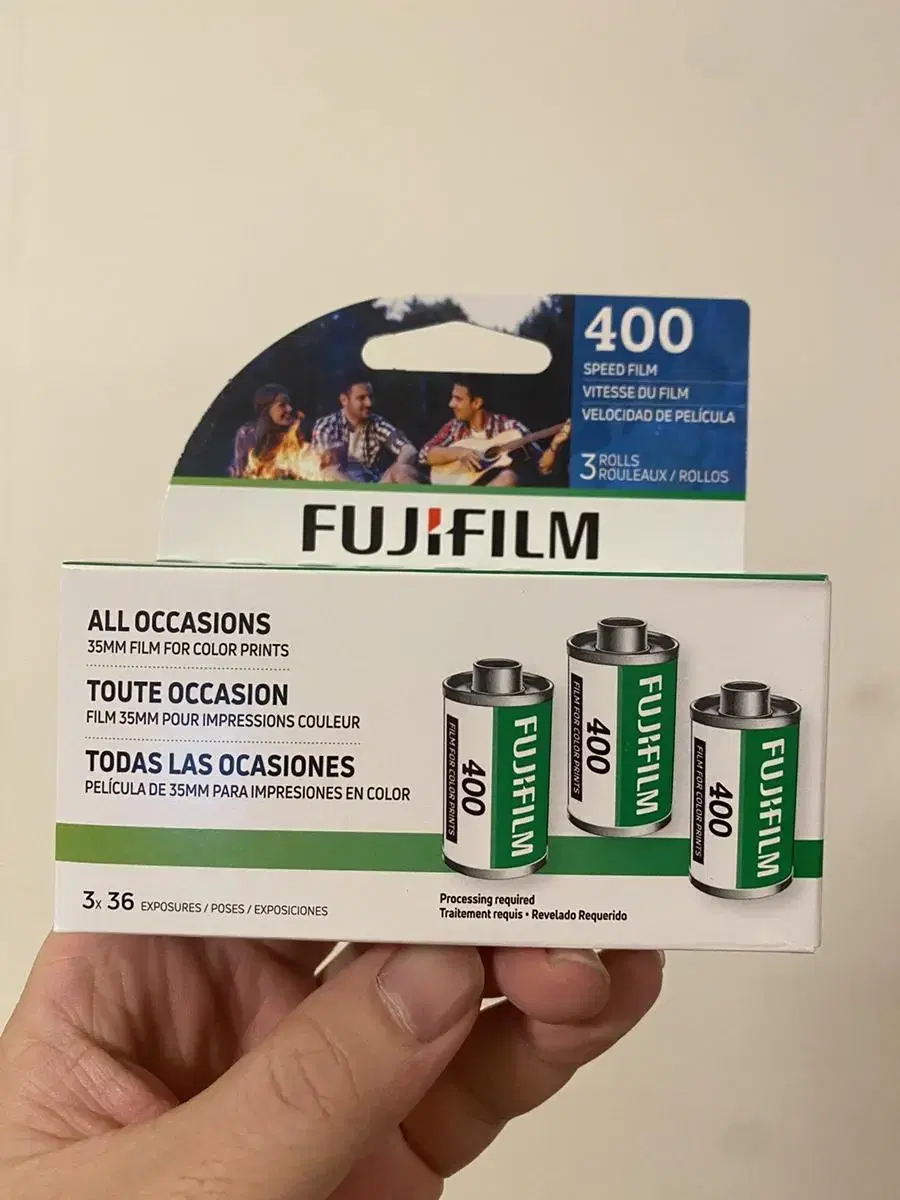 400
SPEED FILM
VITESSE DU FILM
VELOCIDAD DE PELÍCULA
3 ROLLS
ROULEAUX / ROLLOS
FUJIFILM
ALL OCCASIONS
35MM FILM FOR COLOR PRINTS
TOUTE OCCASION
FILM 35MM POUR IMPRESSIONS COULEUR
TODAS LAS OCASIONES
PELÍCULA DE 35MM PARA IMPRESIONES EN COLOR
FUJIFILM
400
FILM FOR COLOR PRINTS
FUJIFILM
400
FILM FOR COLOR PRINTS
FUJIFILM
400
FILM FOR COLOR PRINTS
3x 36 EXPOSURES / POSES / EXPOSICIONES
Processing required
Traitement requis • Revelado Requerido